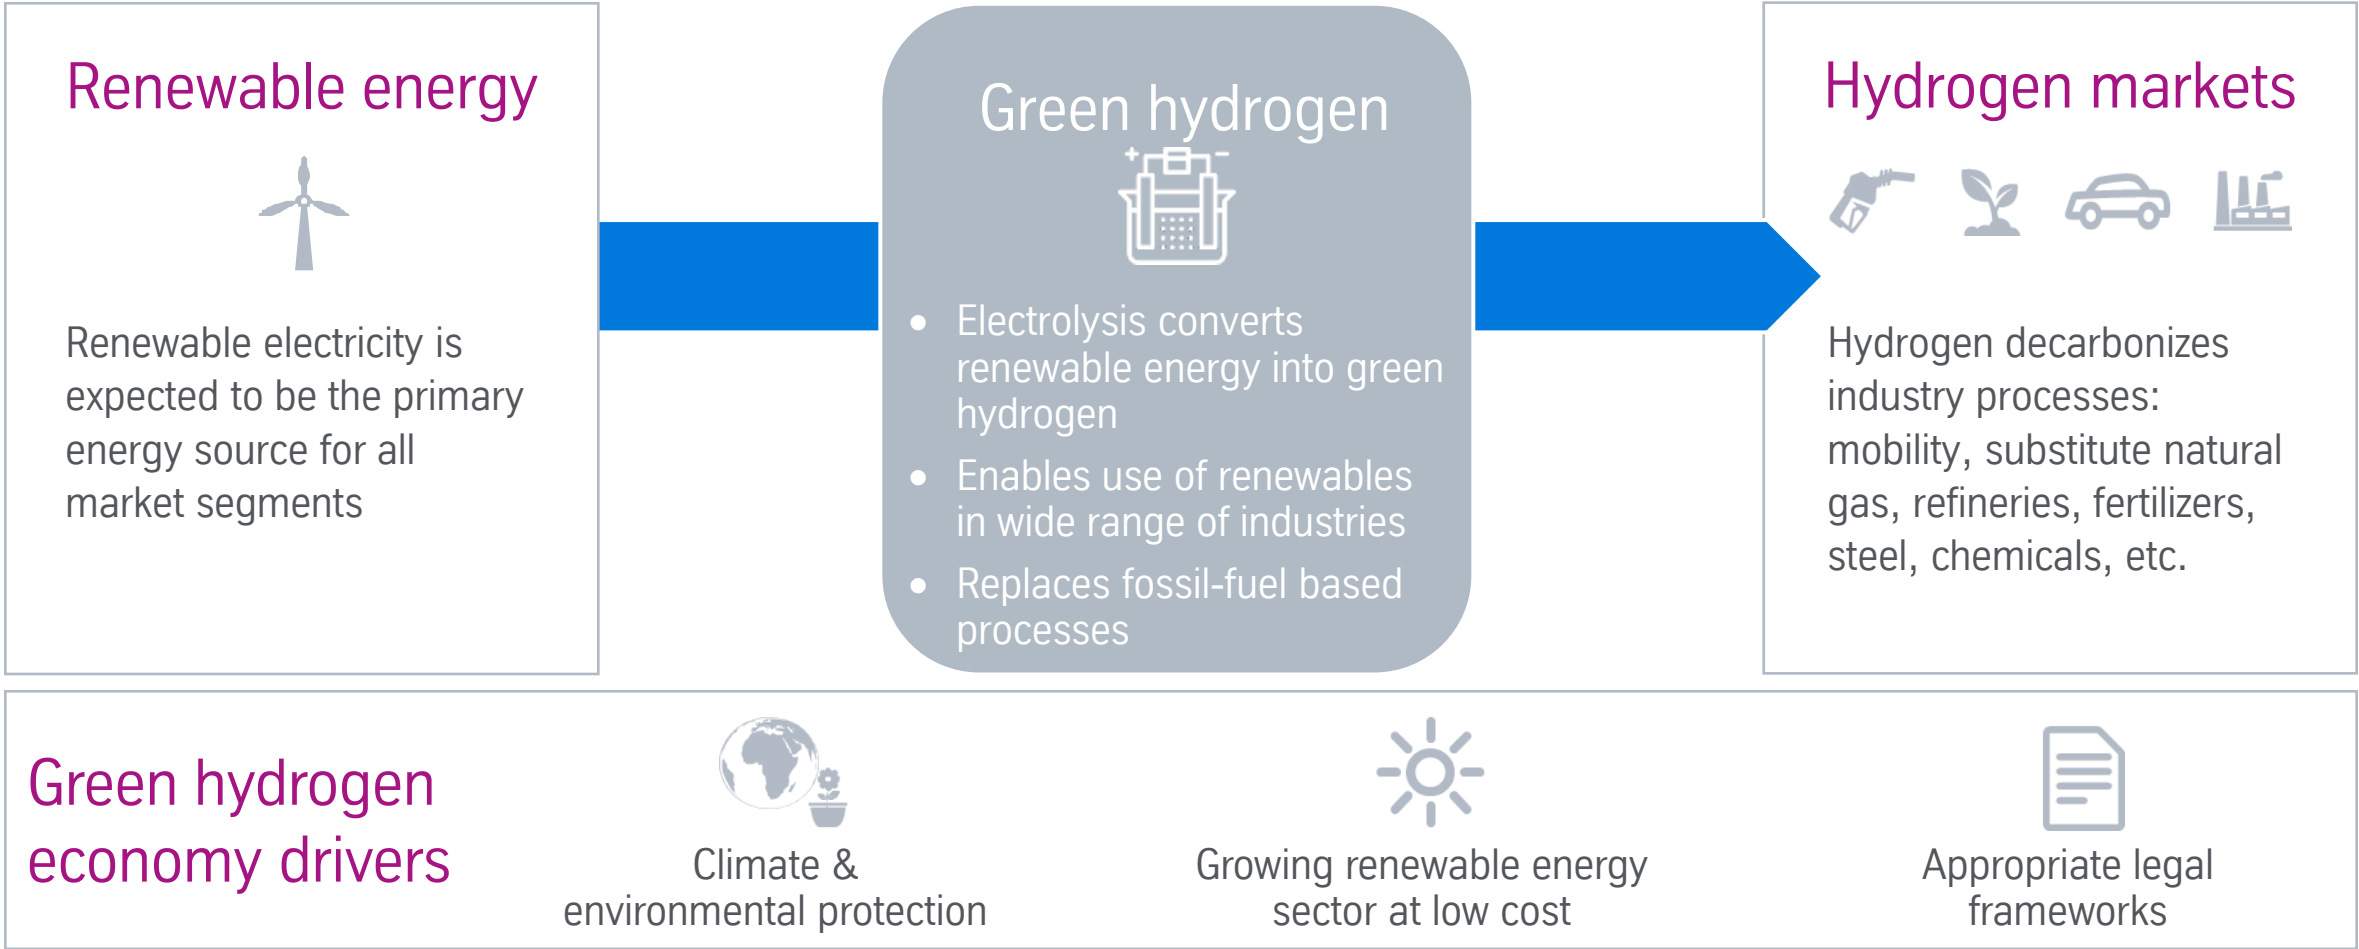 Renewable energy
Renewable electricity is
expected to be the primary
energy source for all
market segments
Green hydrogen
+ −
• Electrolysis converts
renewable energy into green
hydrogen
• Enables use of renewables
in wide range of industries
• Replaces fossil-fuel based
processes
Hydrogen markets
Hydrogen decarbonizes
industry processes:
mobility, substitute natural
gas, refineries, fertilizers,
steel, chemicals, etc.
Green hydrogen
economy drivers
Climate &
environmental protection
Growing renewable energy
sector at low cost
Appropriate legal
frameworks